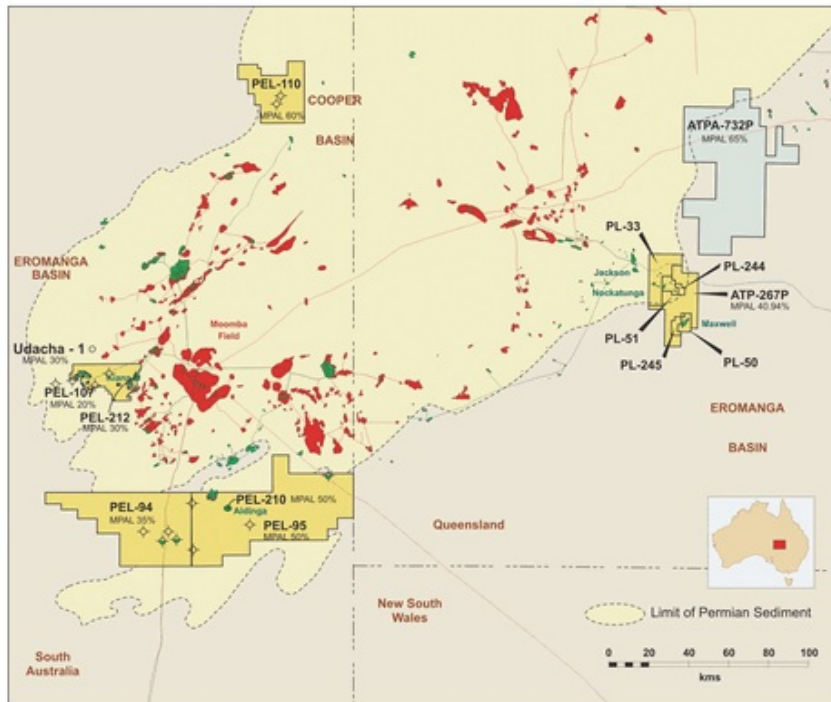 PEL-110
MPAL 60%
COOPER
BASIN
ATPA-732P
MPAL 65%
EROMANGA
BASIN
PL-33
PL-244
Jackson
Nockatunga
ATP-267P
MPAL 40.94%
Moomba
Field
Maxwell
Udacha - 1
MPAL 30%
PL-51
PL-245
PL-50
Kiana
PEL-107
MPAL 20%
PEL-212
MPAL 30%
EROMANGA
BASIN
PEL-94
MPAL 35%
PEL-210 MPAL 50%
Aldinga
PEL-95
MPAL 50%
Queensland
New South
Wales
Limit of Permian Sediment
South
Australia
0 20 40 60 80 100
kms